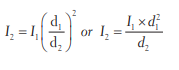 I₂ = I₁ (d₁/d₂)² or I₂ = (I₁ × d₁²)/d₂